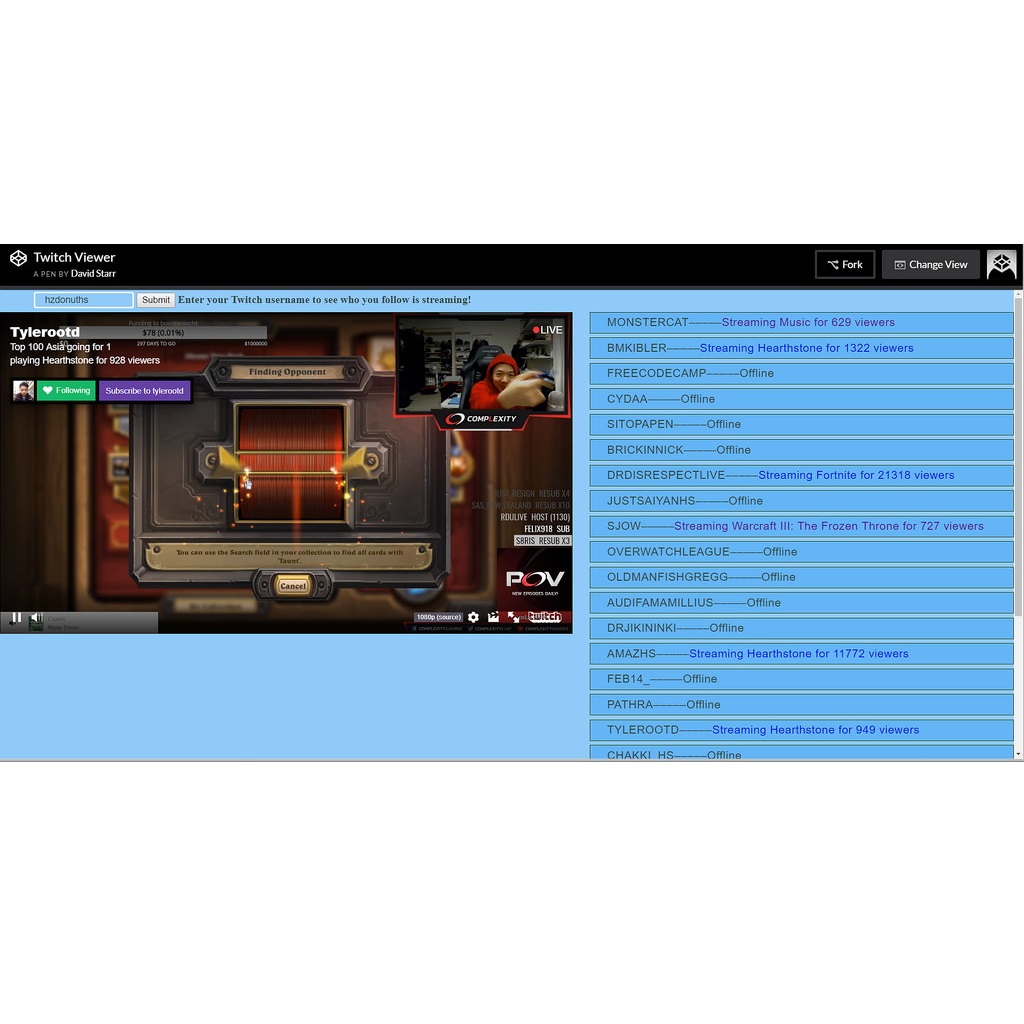 Twitch Viewer
A PEN BY David Starr
Fork
Change View
hzdonuths
Submit
Enter your Twitch username to see who you follow is streaming!
Tylerootd
Top 100 Asia going for 1
playing Hearthstone for 928 viewers
$78 (0.01%)
297 DAYS TO GO
$1000000
Following
Subscribe to tylerootd
LIVE
COMPLEXITY
Finding Opponent
RESUB X4
RESUB X10
RDULIVE HOST (1130)
FELIX918 SUB
S8RIS RESUB X3
You can use the Search field in your collection to find all cards with
'Taunt'.
Cancel
POV
NEW EPISODES DAILY!
1080p (source)
twitch
MONSTERCAT-----Streaming Music for 629 viewers
BMKIBLER-----Streaming Hearthstone for 1322 viewers
FREECODECAMP-----Offline
CYDAA-----Offline
SITOPAPEN-----Offline
BRICKINNICK-----Offline
DRDISRESPECTLIVE-----Streaming Fortnite for 21318 viewers
JUSTSAIYANHS-----Offline
SJOW-----Streaming Warcraft III: The Frozen Throne for 727 viewers
OVERWATCHLEAGUE-----Offline
OLDMANFISHGREGG-----Offline
AUDIFAMAMILLIUS-----Offline
DRJIKININKI-----Offline
AMAZHS-----Streaming Hearthstone for 11772 viewers
FEB14_-----Offline
PATHRA-----Offline
TYLEROOTD-----Streaming Hearthstone for 949 viewers
CHAKKI_HS-----Offline